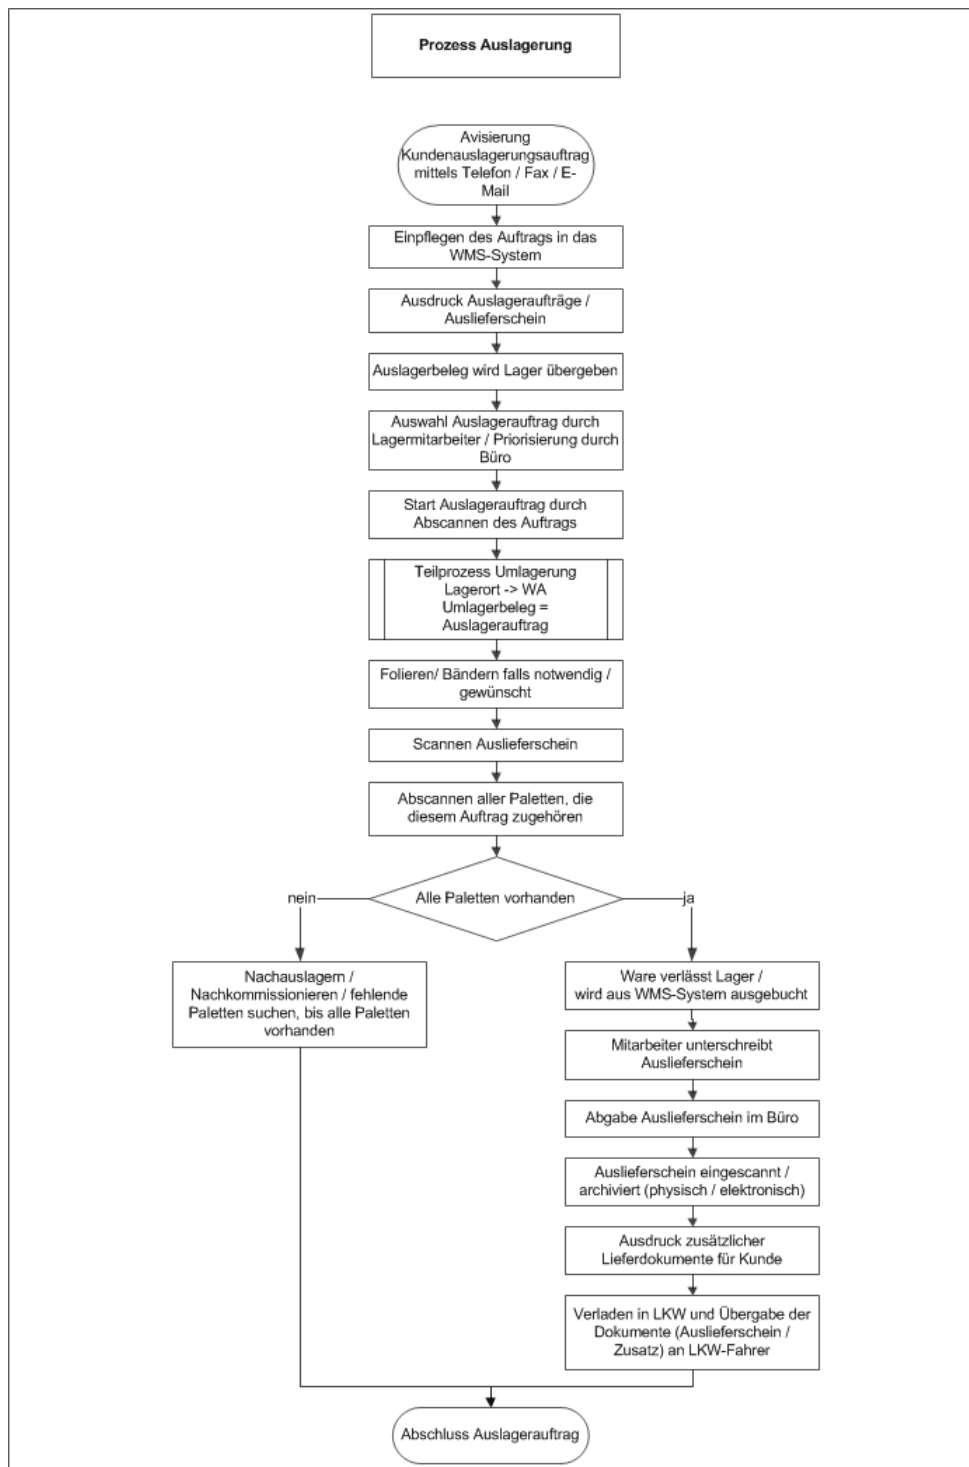 Prozess Auslagerung
Avisierung
Kundenauslagerungsauftrag
mittels Telefon / Fax / E-
Mail
Einpflegen des Auftrags in das
WMS-System
Ausdruck Auslageraufträge /
Auslieferschein
Auslagerbeleg wird Lager übergeben
Auswahl Auslagerauftrag durch
Lagermitarbeiter / Priorisierung durch
Büro
Start Auslagerauftrag durch
Abscannen des Auftrags
Teilprozess Umlagerung
Lagerort -> WA
Umlagerbeleg =
Auslagerauftrag
Folieren/ Bändern falls notwendig /
gewünscht
Scannen Auslieferschein
Abscannen aller Paletten, die
diesem Auftrag zugehören
Alle Paletten vorhanden
nein
ja
Nachauslagern /
Nachkommissionieren / fehlende
Paletten suchen, bis alle Paletten
vorhanden
Ware verlässt Lager /
wird aus WMS-System ausgebucht
Mitarbeiter unterschreibt
Auslieferschein
Abgabe Auslieferschein im Büro
Auslieferschein eingescannt /
archiviert (physisch / elektronisch)
Ausdruck zusätzlicher
Lieferdokumente für Kunde
Verladen in LKW und Übergabe der
Dokumente (Auslieferschein /
Zusatz) an LKW-Fahrer
Abschluss Auslagerauftrag